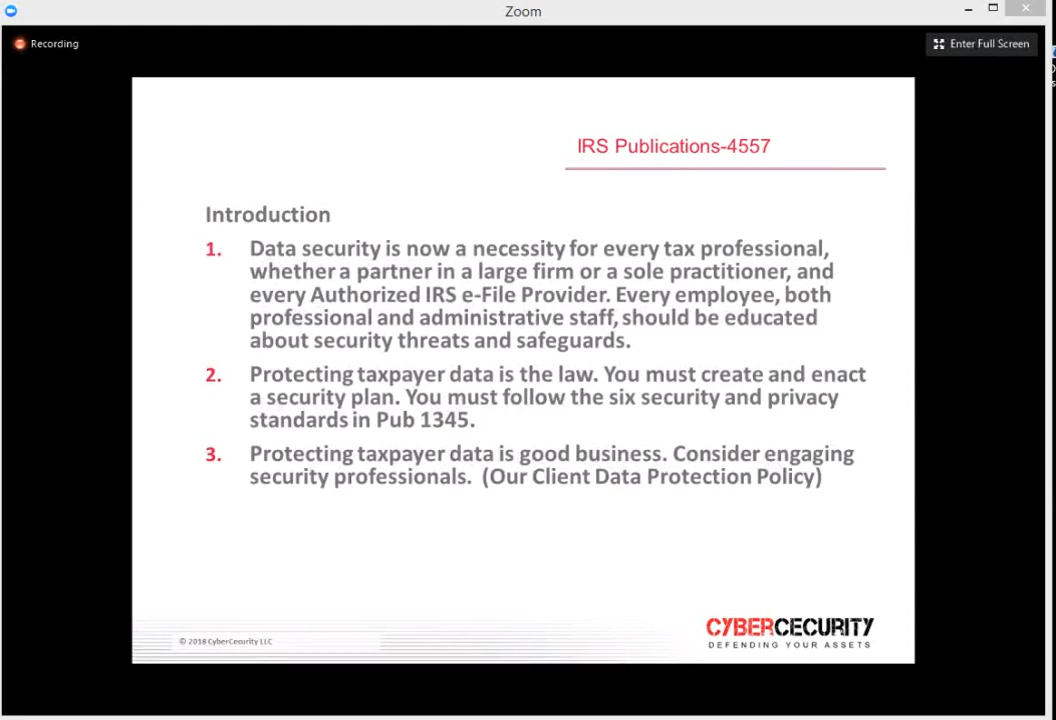 Zoom
Recording
Enter Full Screen
IRS Publications-4557
Introduction
1. Data security is now a necessity for every tax professional,
whether a partner in a large firm or a sole practitioner, and
every Authorized IRS e-File Provider. Every employee, both
professional and administrative staff, should be educated
about security threats and safeguards.
2. Protecting taxpayer data is the law. You must create and enact
a security plan. You must follow the six security and privacy
standards in Pub 1345.
3. Protecting taxpayer data is good business. Consider engaging
security professionals. (Our Client Data Protection Policy)
© 2018 CyberCecurity LLC
CYBERCECURITY
DEFENDING YOUR ASSETS